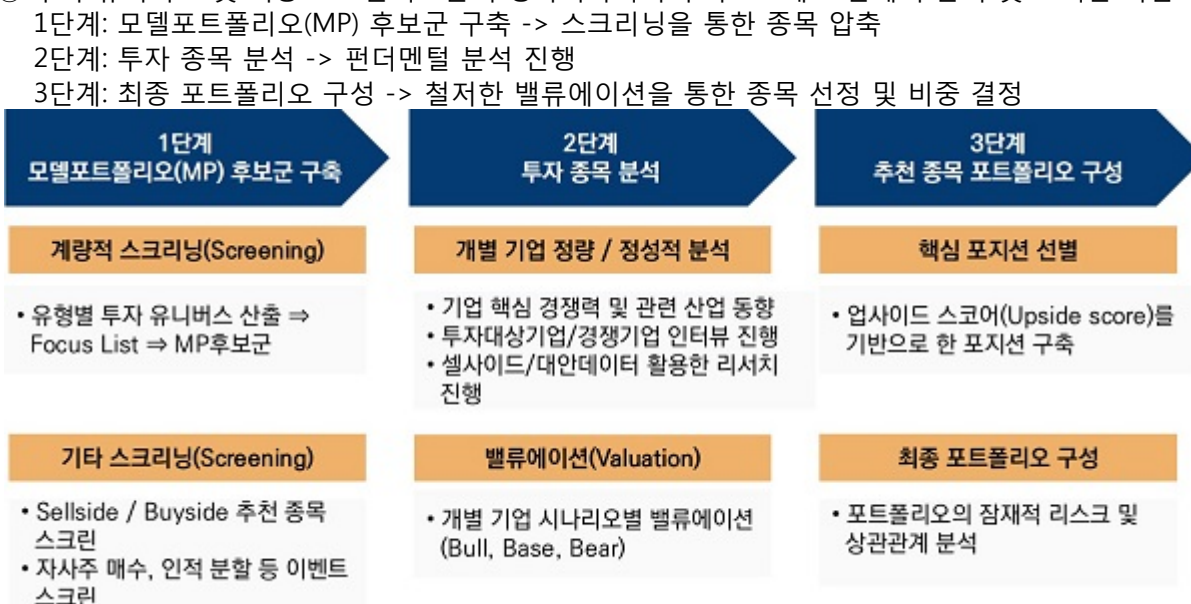 1단계: 모델포트폴리오(MP) 후보군 구축 -> 스크리닝을 통한 종목 압축
2단계: 투자 종목 분석 -> 펀더멘털 분석 진행
3단계: 최종 포트폴리오 구성 -> 철저한 밸류에이션을 통한 종목 선정 및 비중 결정
1단계
모델포트폴리오(MP) 후보군 구축
계량적 스크리닝(Screening)
• 유형별 투자 유니버스 산출 ⇒
Focus List ⇒ MP후보군
기타 스크리닝(Screening)
• Sellside / Buyside 추천 종목
스크린
• 자사주 매수, 인적 분할 등 이벤트
스크린
2단계
투자 종목 분석
개별 기업 정량 / 정성적 분석
• 기업 핵심 경쟁력 및 관련 산업 동향
• 투자대상기업/경쟁기업 인터뷰 진행
• 셀사이드/대안데이터 활용한 리서치
진행
밸류에이션(Valuation)
• 개별 기업 시나리오별 밸류에이션
(Bull, Base, Bear)
3단계
추천 종목 포트폴리오 구성
핵심 포지션 선별
• 업사이드 스코어(Upside score)를
기반으로 한 포지션 구축
최종 포트폴리오 구성
• 포트폴리오의 잠재적 리스크 및
상관관계 분석